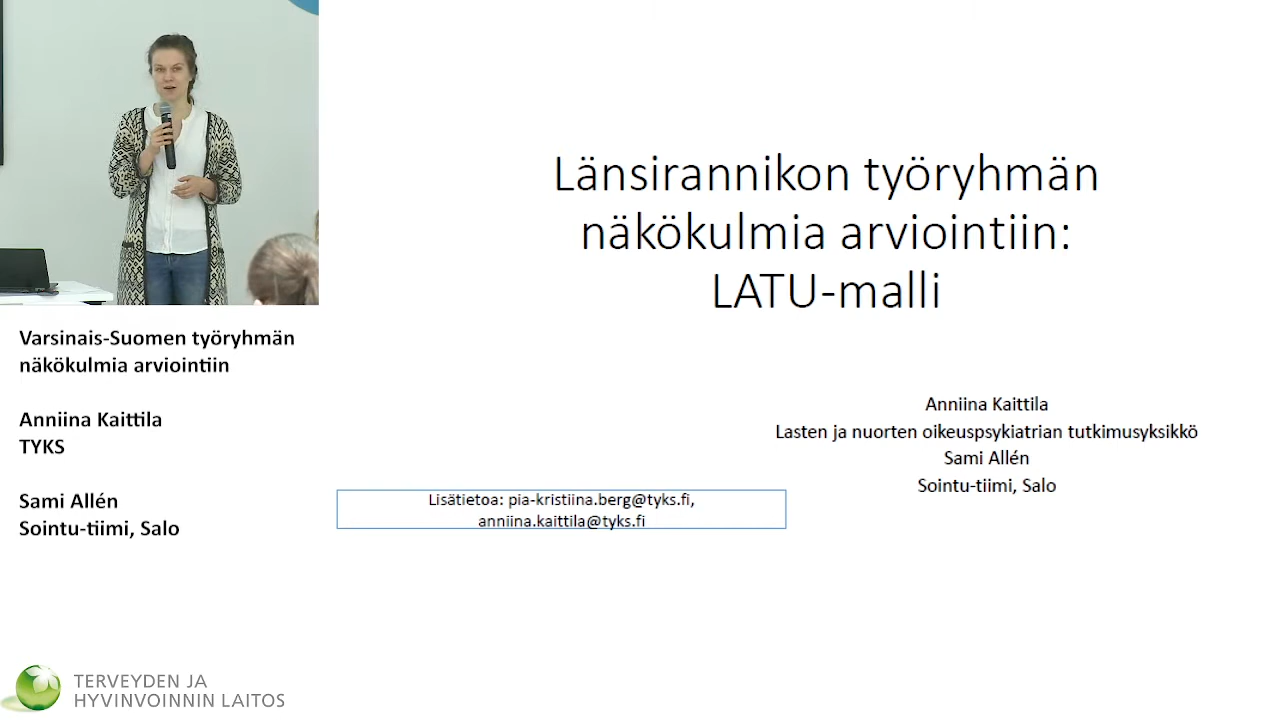 Länsirannikon työryhmän
näkökulmia arviointiin:
LATU-malli
Varsinais-Suomen työryhmän
näkökulmia arviointiin
Anniina Kaittila
TYKS
Sami Allén
Sointu-tiimi, Salo
Anniina Kaittila
Lasten ja nuorten oikeuspsykiatrian tutkimusyksikkö
Sami Allén
Sointu-tiimi, Salo
Lisätietoa: pia-kristiina.berg@tyks.fi,
anniina.kaittila@tyks.fi
TERVEYDEN JA
HYVINVOINNIN LAITOS